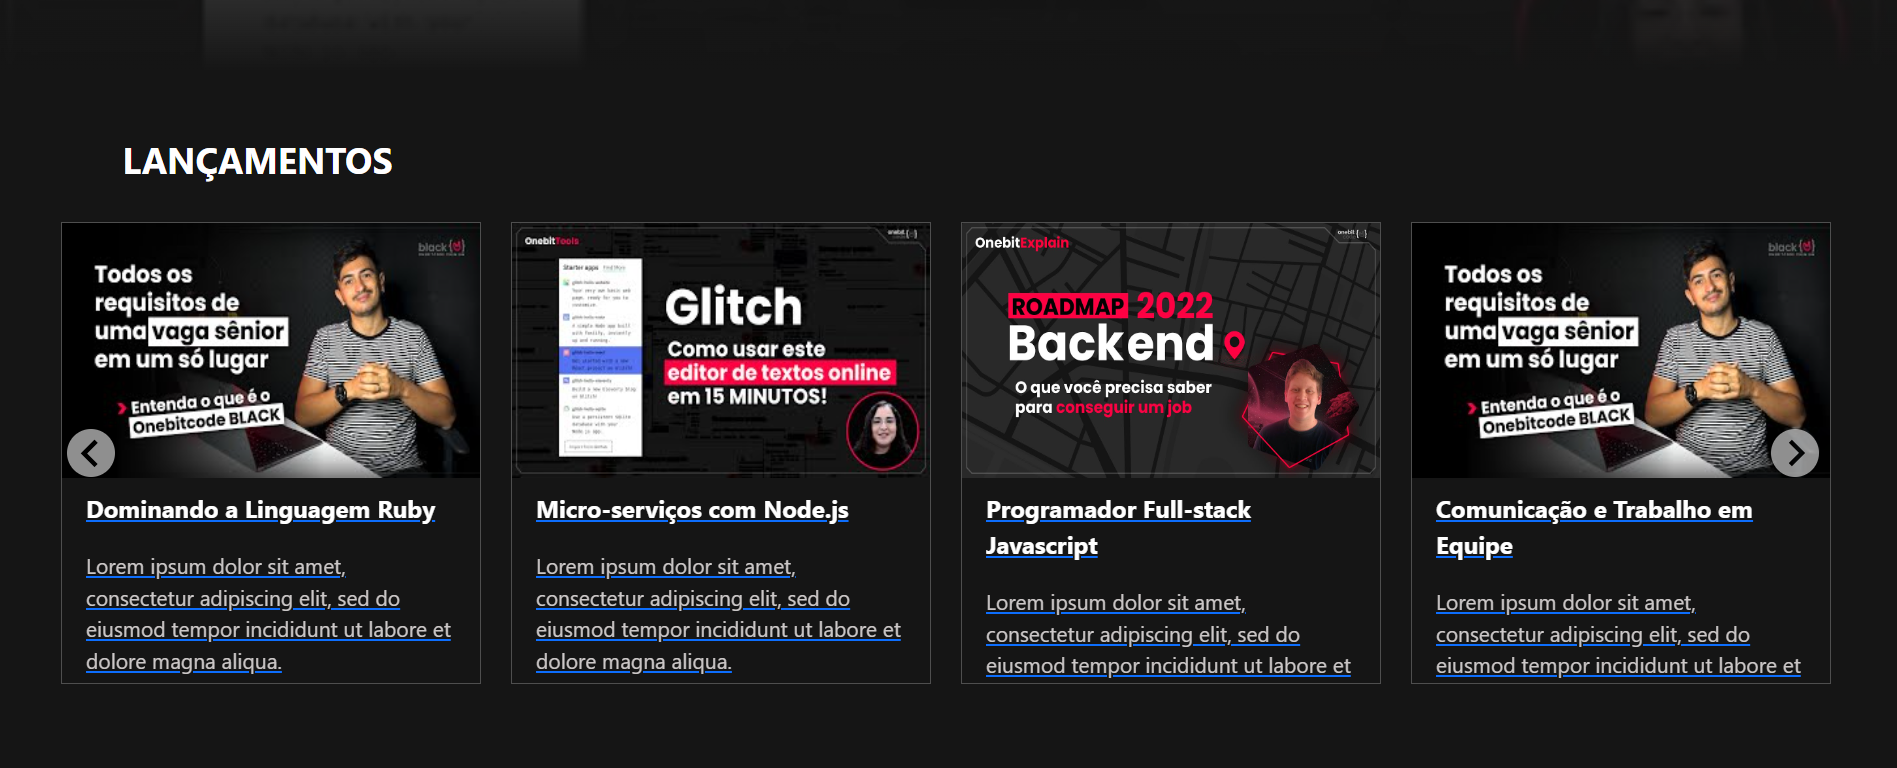 LANÇAMENTOS
black
Todos os
requisitos de
uma vaga sênior
em um só lugar
Entenda o que é o
Onebitcode BLACK
Dominando a Linguagem Ruby
Lorem ipsum dolor sit amet,
consectetur adipiscing elit, sed do
eiusmod tempor incididunt ut labore et
dolore magna aliqua.
OnebitTools
onebit
Starter apps Find More
Glitch
Como usar este
editor de textos online
em 15 MINUTOS!
Micro-serviços com Node.js
Lorem ipsum dolor sit amet,
consectetur adipiscing elit, sed do
eiusmod tempor incididunt ut labore et
dolore magna aliqua.
OnebitExplain
onebit
ROADMAP 2022
Backend
O que você precisa saber
para conseguir um job
Programador Full-stack
Javascript
Lorem ipsum dolor sit amet,
consectetur adipiscing elit, sed do
eiusmod tempor incididunt ut labore et
black
Todos os
requisitos de
uma vaga sênior
em um só lugar
Entenda o que é o
Onebitcode BLACK
Comunicação e Trabalho em
Equipe
Lorem ipsum dolor sit amet,
consectetur adipiscing elit, sed do
eiusmod tempor incididunt ut labore et